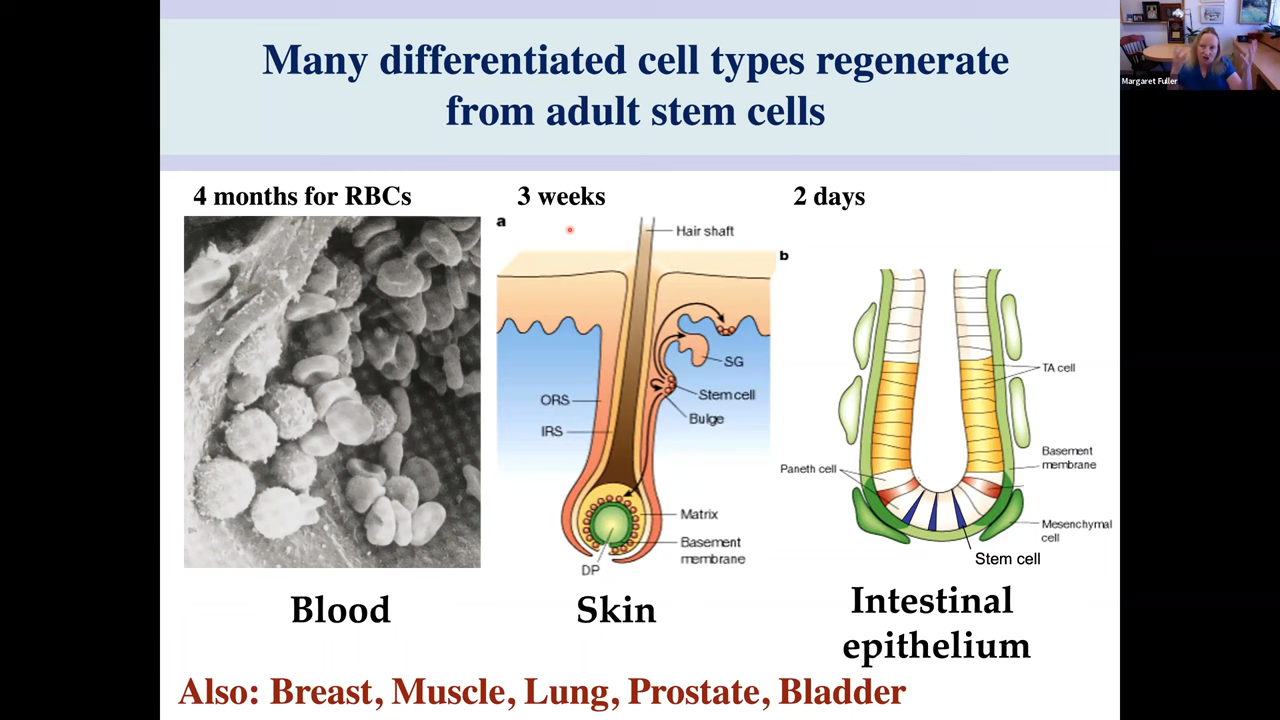 Many differentiated cell types regenerate
from adult stem cells
Margaret Fuller
4 months for RBCs
3 weeks
2 days
a
Hair shaft
SG
Stem cell
Bulge
ORS
IRS
Matrix
Basement
membrane
DP
b
TA cell
Basement
membrane
Paneth cell
Mesenchymal
cell
Stem cell
Blood
Skin
Intestinal
epithelium
Also: Breast, Muscle, Lung, Prostate, Bladder